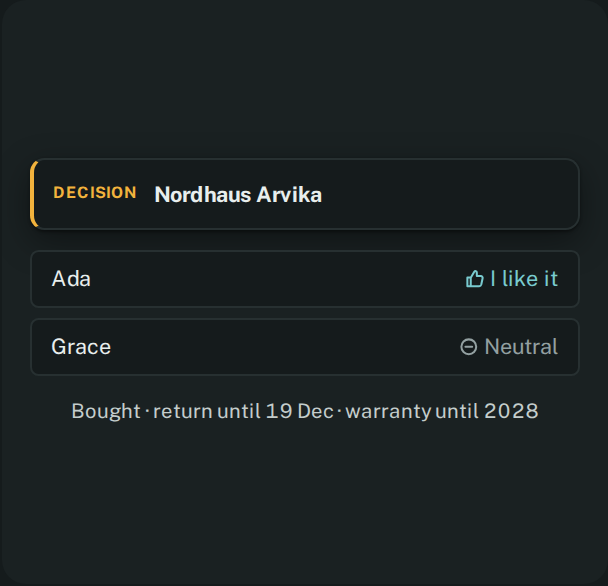 DECISION Nordhaus Arvika
Ada I like it
Grace Neutral
Bought · return until 19 Dec · warranty until 2028